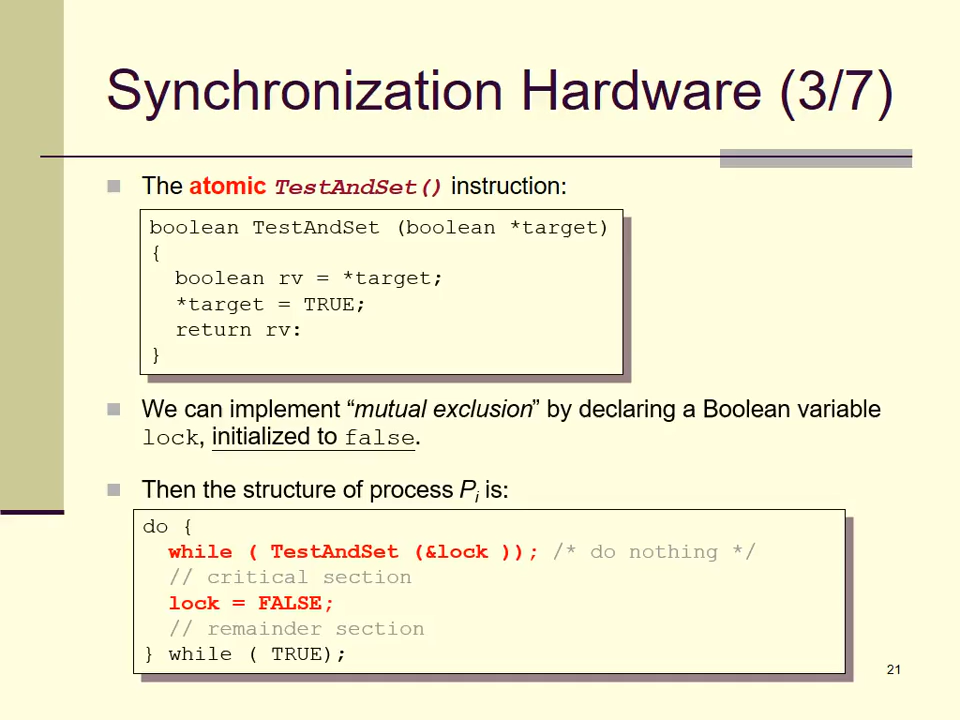 Synchronization Hardware (3/7)
The atomic TestAndSet() instruction:
boolean TestAndSet (boolean *target)
{
boolean rv = *target;
*target = TRUE;
return rv:
}
We can implement “mutual exclusion” by declaring a Boolean variable
lock, initialized to false.
Then the structure of process Pi is:
do {
while ( TestAndSet (&lock )); /* do nothing */
// critical section
lock = FALSE;
// remainder section
} while ( TRUE);
21